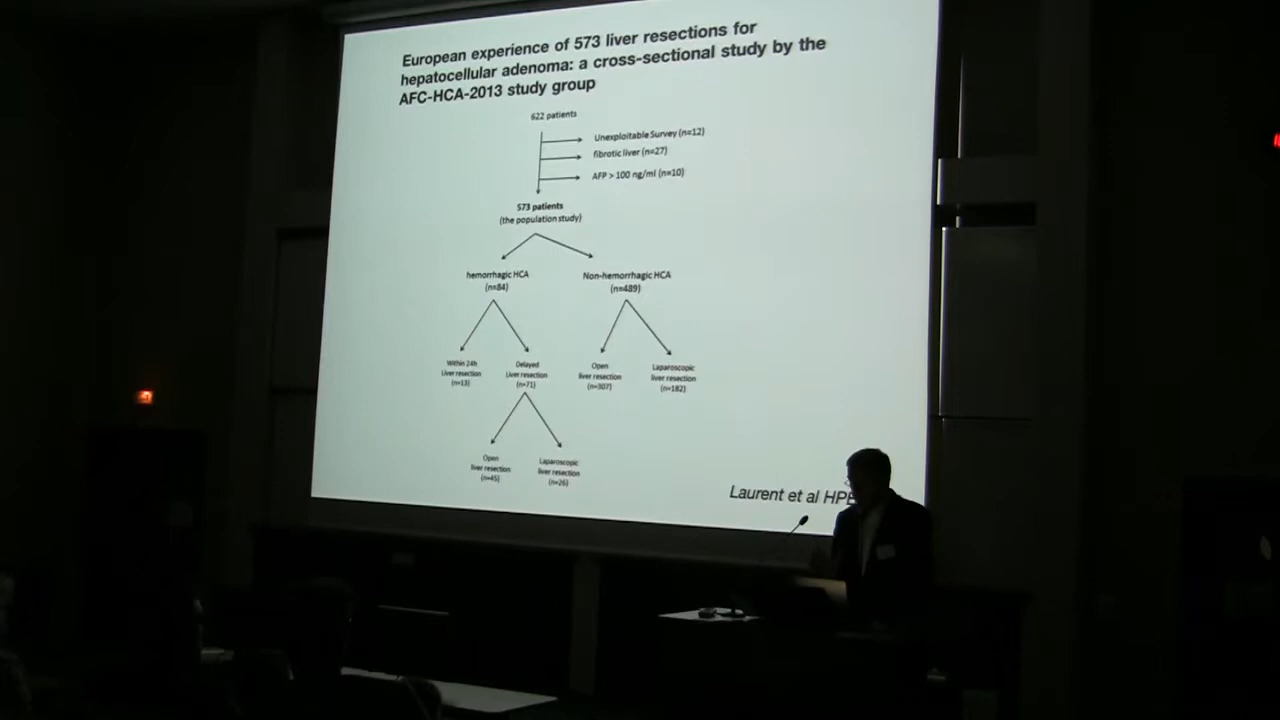 European experience of 573 liver resections for
hepatocellular adenoma: a cross-sectional study by the
AFC-HCA-2013 study group
622 patients
Unexploitable Survey (n=12)
fibrotic liver (n=27)
AFP > 100 ng/ml (n=10)
573 patients
(the population study)
hemorrhagic HCA
(n=84)
Non-hemorrhagic HCA
(n=489)
Within 24h
Liver resection
(n=13)
Delayed
Liver resection
(n=71)
Open
liver resection
(n=307)
Laparoscopic
liver resection
(n=182)
Open
liver resection
(n=45)
Laparoscopic
liver resection
(n=26)
Laurent et al HP